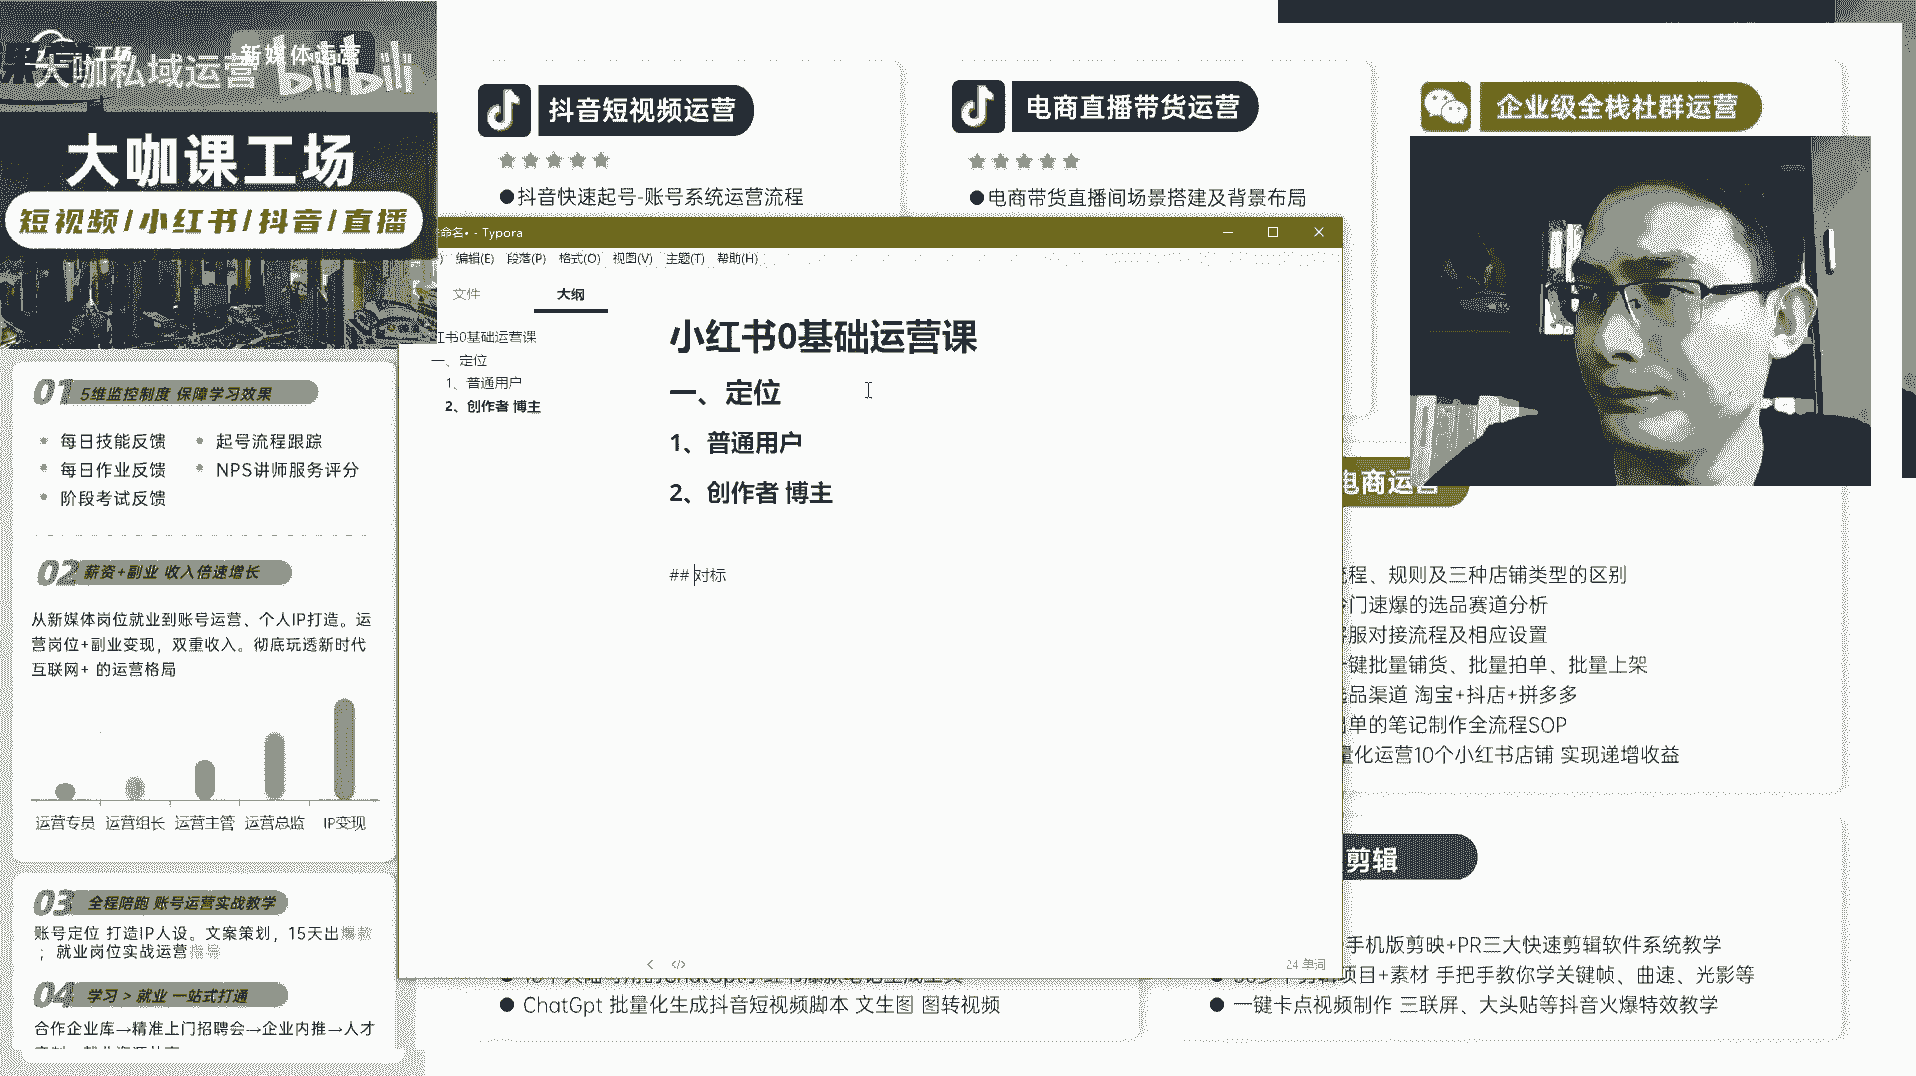 大咖私域运营
新媒体运营
bilibili
大咖课工场
短视频/小红书/抖音/直播
01 5维监控制度 保障学习效果
每日技能反馈
起号流程跟踪
每日作业反馈
NPS讲师服务评分
阶段考试反馈
02 薪资+副业 收入倍速增长
从新媒体岗位就业到账号运营、个人IP打造。运
营岗位+副业变现，双重收入。彻底玩透新时代
互联网+ 的运营格局
运营专员 运营组长 运营主管 运营总监 IP变现
03 全程陪跑 账号运营实战教学
账号定位 打造IP人设。文案策划，15天出爆款
；就业岗位实战运营指导
04 学习 > 就业 一站式打通
合作企业库→精准上门招聘会→企业内推→人才
抖音短视频运营
●抖音快速起号-账号系统运营流程
电商直播带货运营
●电商带货直播间场景搭建及背景布局
企业级全栈社群运营
命名• - Typora
编辑(E) 段落(P) 格式(O) 视图(V) 主题(T) 帮助(H)
文件
大纲
书0基础运营课
一、定位
1、普通用户
2、创作者 博主
小红书0基础运营课
一、定位
1、普通用户
2、创作者 博主
## 对标
24 单词
电商运营
程、规则及三种店铺类型的区别
门速爆的选品赛道分析
服对接流程及相应设置
键批量铺货、批量拍单、批量上架
品渠道 淘宝+抖店+拼多多
单的笔记制作全流程SOP
量化运营10个小红书店铺 实现递增收益
剪辑
手机版剪映+PR三大快速剪辑软件系统教学
项目+素材 手把手教你学关键帧、曲速、光影等
● 一键卡点视频制作 三联屏、大头贴等抖音火爆特效教学
● ChatGpt 批量化生成抖音短视频脚本 文生图 图转视频